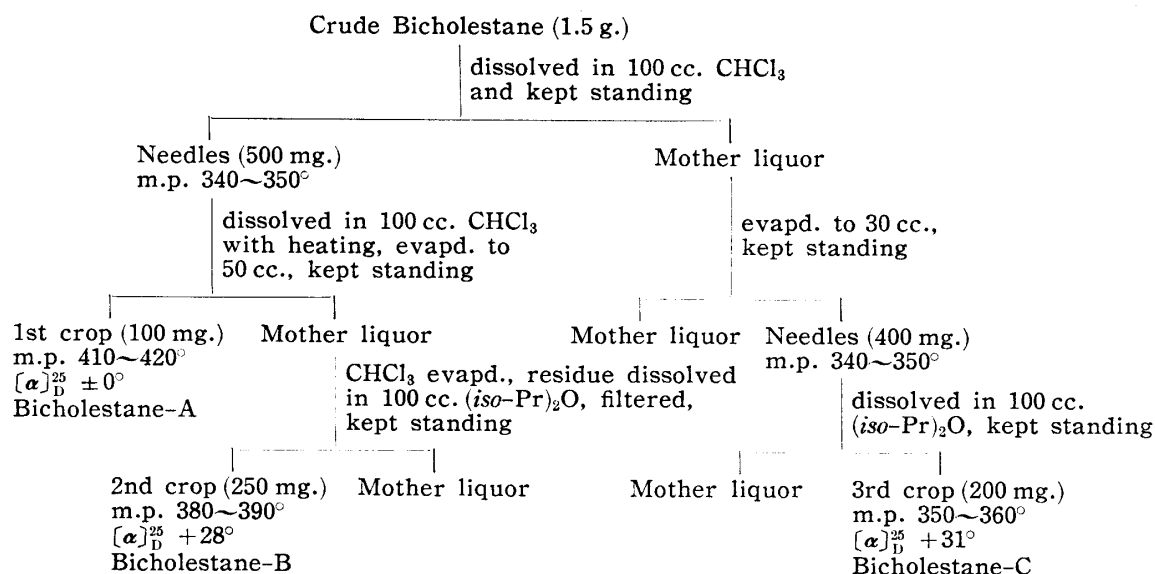 Crude Bicholestane (1.5 g.)
dissolved in 100 cc. CHCl₃
and kept standing
Needles (500 mg.)
m.p. 340~350°
Mother liquor
dissolved in 100 cc. CHCl₃
with heating, evapd. to
50 cc., kept standing
evapd. to 30 cc.,
kept standing
1st crop (100 mg.)
m.p. 410~420°
[α]²⁵D ±0°
Bicholestane-A
Mother liquor
Mother liquor
Needles (400 mg.)
m.p. 340~350°
CHCl₃ evapd., residue dissolved
in 100 cc. (iso-Pr)₂O, filtered,
kept standing
dissolved in 100 cc.
(iso-Pr)₂O, kept standing
2nd crop (250 mg.)
m.p. 380~390°
[α]²⁵D +28°
Bicholestane-B
Mother liquor
Mother liquor
3rd crop (200 mg.)
m.p. 350~360°
[α]²⁵D +31°
Bicholestane-C